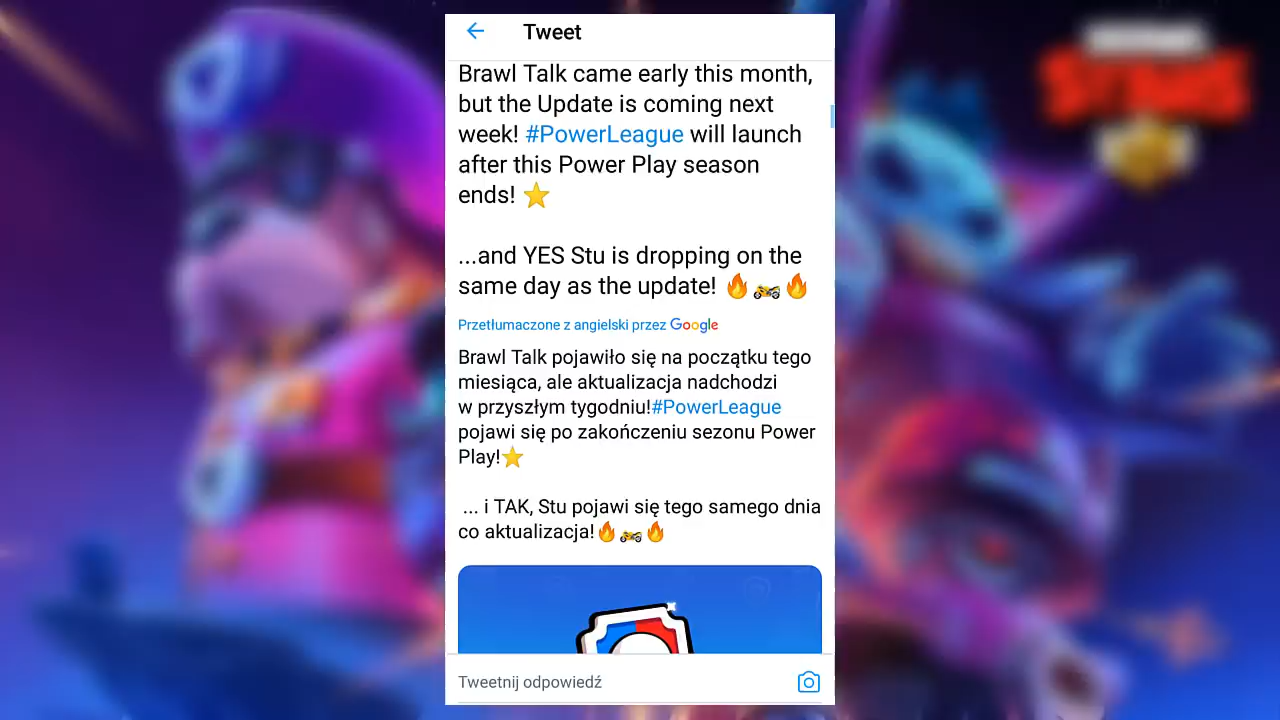 Tweet
Brawl Talk came early this month,
but the Update is coming next
week! #PowerLeague will launch
after this Power Play season
ends! ⭐
...and YES Stu is dropping on the
same day as the update! 🔥🏍️🔥
Przetłumaczone z angielski przez Google
Brawl Talk pojawiło się na początku tego
miesiąca, ale aktualizacja nadchodzi
w przyszłym tygodniu!#PowerLeague
pojawi się po zakończeniu sezonu Power
Play!⭐
... i TAK, Stu pojawi się tego samego dnia
co aktualizacja!🔥🏍️🔥
Tweetnij odpowiedź